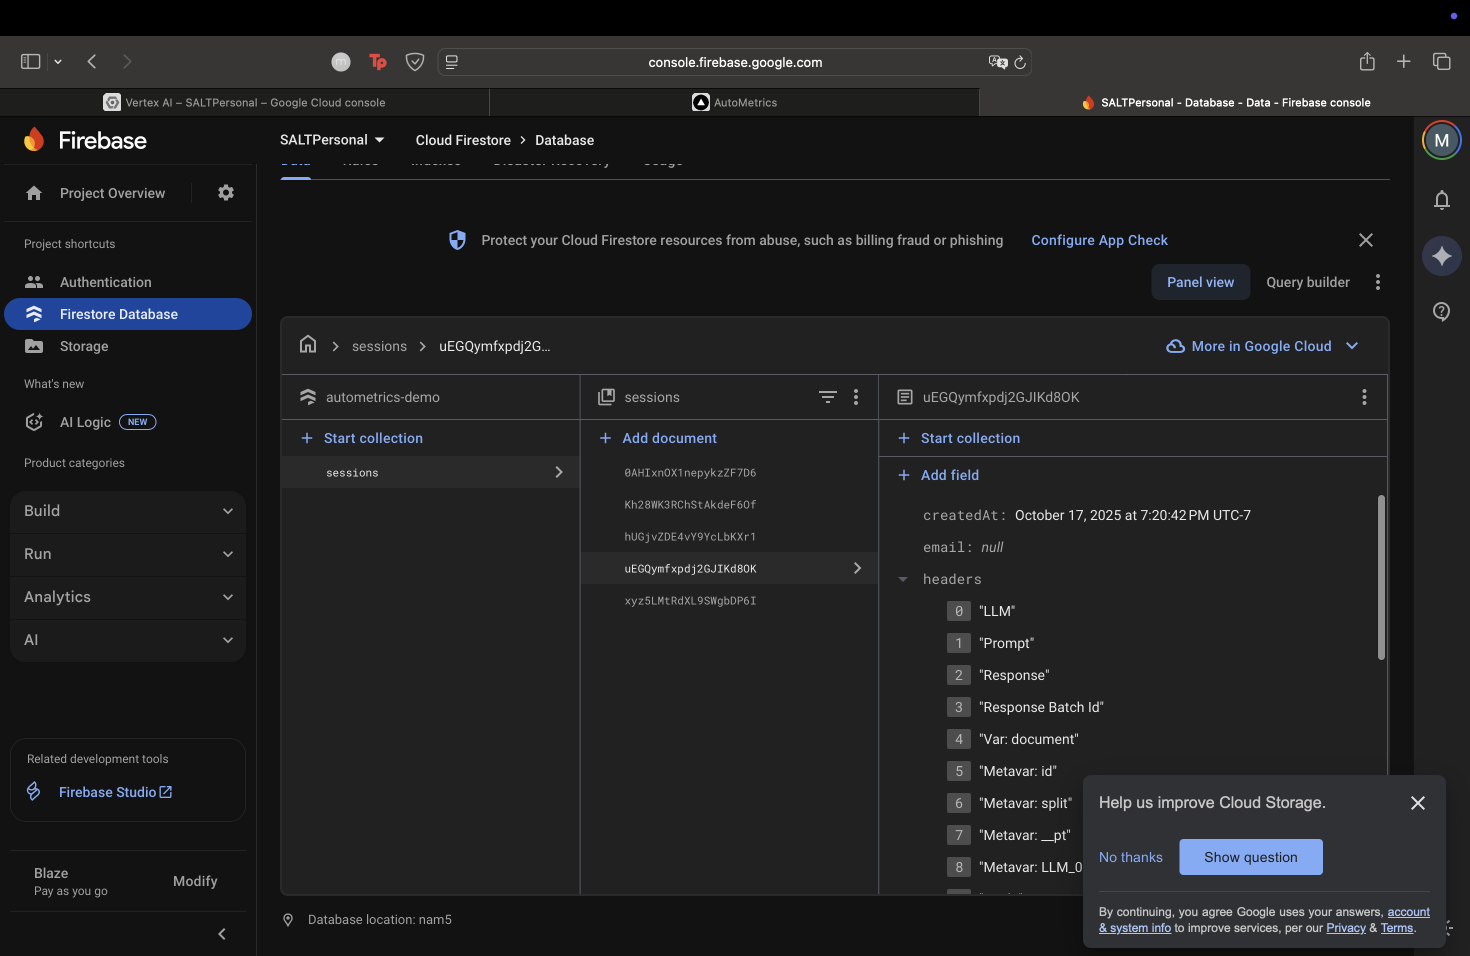 console.firebase.google.com
Vertex AI – SALTPersonal – Google Cloud console
AutoMetrics
SALTPersonal - Database - Data - Firebase console
Firebase
SALTPersonal
Cloud Firestore > Database
M
Project Overview
Project shortcuts
Authentication
Firestore Database
Storage
What's new
AI Logic NEW
Product categories
Build
Run
Analytics
AI
Related development tools
Firebase Studio
Blaze
Pay as you go
Modify
Protect your Cloud Firestore resources from abuse, such as billing fraud or phishing
Configure App Check
Panel view
Query builder
sessions
uEGQymfxpdj2G...
More in Google Cloud
autometrics-demo
Start collection
sessions
sessions
Add document
0AHIxnOX1nepykzZF7D6
Kh28WK3RChStAkdeF6Of
hUGjvZDE4vY9YcLbKXr1
uEGQymfxpdj2GJIKd8OK
xyz5LMtRdXL9SWgbDP6I
uEGQymfxpdj2GJIKd8OK
Start collection
Add field
createdAt: October 17, 2025 at 7:20:42 PM UTC-7
email: null
headers
0 "LLM"
1 "Prompt"
2 "Response"
3 "Response Batch Id"
4 "Var: document"
5 "Metavar: id"
6 "Metavar: split"
7 "Metavar: __pt"
8 "Metavar: LLM_0
Database location: nam5
Help us improve Cloud Storage.
No thanks
Show question
By continuing, you agree Google uses your answers, account
& system info to improve services, per our Privacy & Terms.